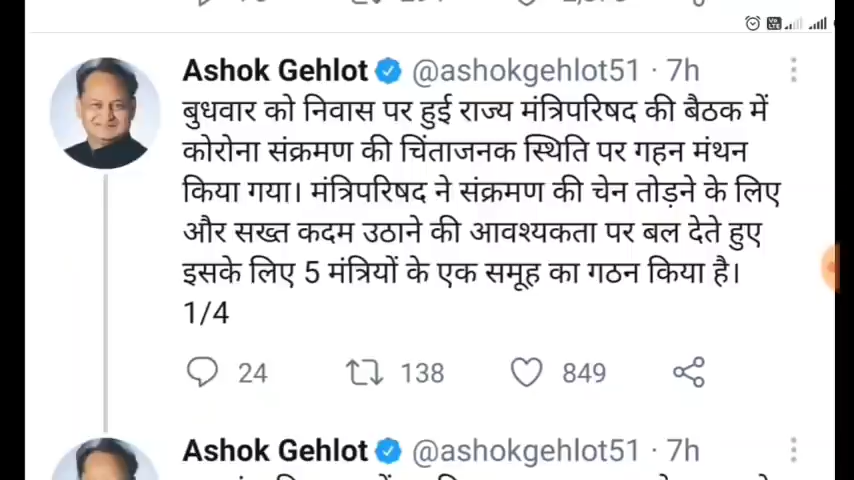 Ashok Gehlot @ashokgehlot51 · 7h
बुधवार को निवास पर हुई राज्य मंत्रिपरिषद की बैठक में
कोरोना संक्रमण की चिंताजनक स्थिति पर गहन मंथन
किया गया। मंत्रिपरिषद ने संक्रमण की चेन तोड़ने के लिए
और सख्त कदम उठाने की आवश्यकता पर बल देते हुए
इसके लिए 5 मंत्रियों के एक समूह का गठन किया है।
1/4
24 138 849
Ashok Gehlot @ashokgehlot51 · 7h